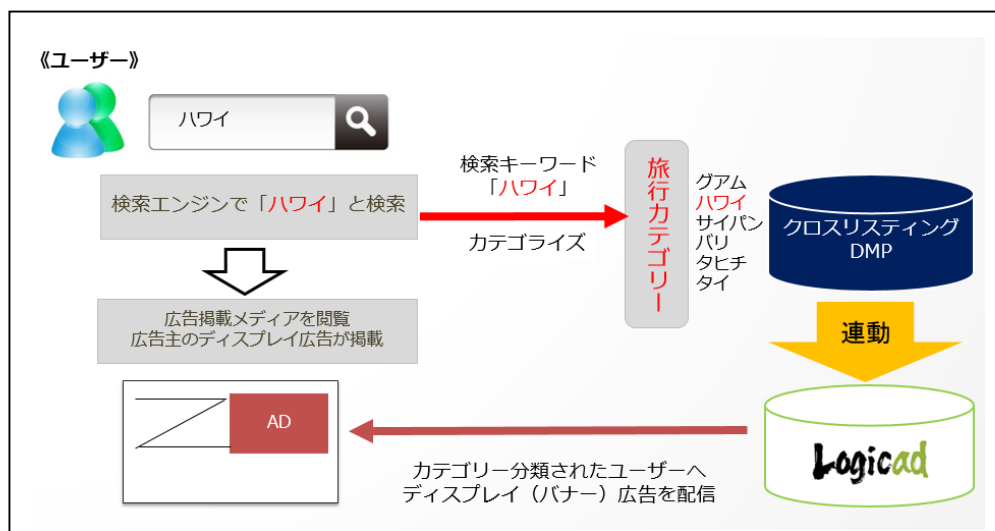 《ユーザー》
ハワイ
検索エンジンで「ハワイ」と検索
検索キーワード
「ハワイ」
カテゴライズ
旅行カテゴリー
グアム
ハワイ
サイパン
バリ
タヒチ
タイ
クロスリスティング
DMP
連動
広告掲載メディアを閲覧
広告主のディスプレイ広告が掲載
AD
Logicad
カテゴリー分類されたユーザーへ
ディスプレイ（バナー）広告を配信